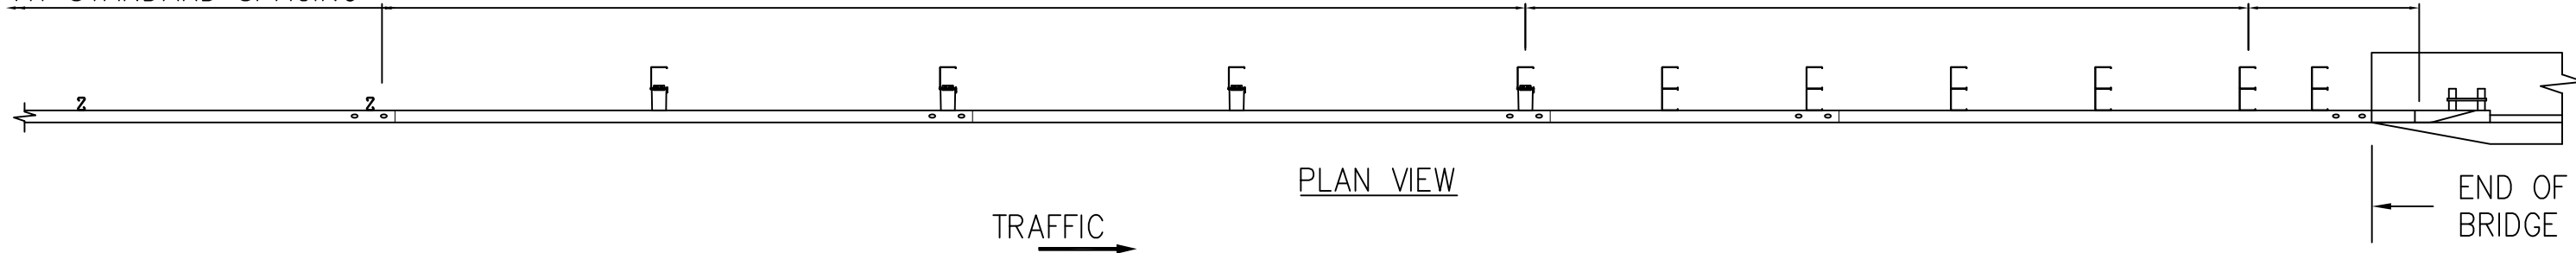 PLAN VIEW
TRAFFIC
END OF
BRIDGE